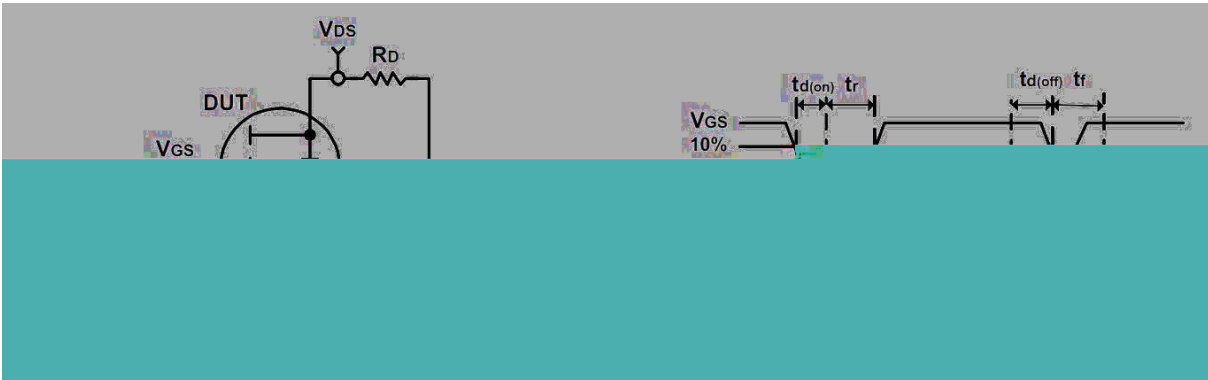 VDS
RD
DUT
VGS
td(on) tr
td(off) tf
VGS
10%